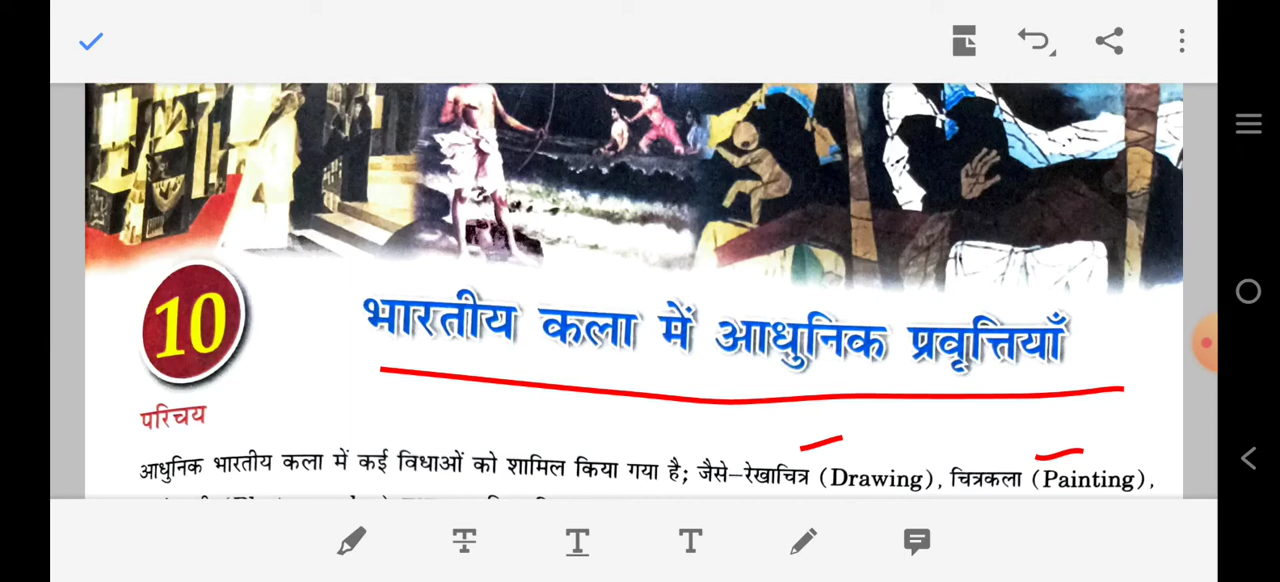 10
भारतीय कला में आधुनिक प्रवृत्तियाँ
परिचय
आधुनिक भारतीय कला में कई विधाओं को शामिल किया गया है; जैसे–रेखाचित्र (Drawing), चित्रकला (Painting),